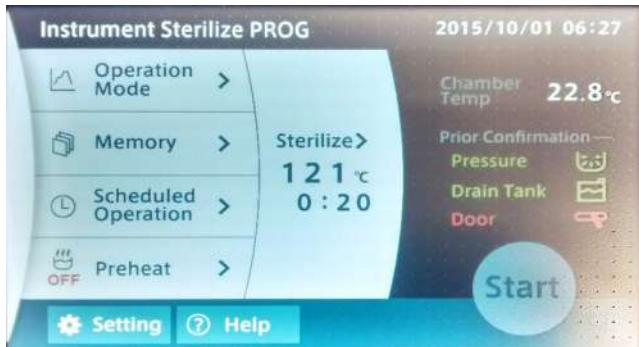 Instrument Sterilize PROG
2015/10/01 06:27
Operation
Mode
>
Memory
>
Scheduled
Operation
>
OFF
Preheat
>
Sterilize>
121℃
0:20
Chamber
Temp
22.8℃
Prior Confirmation
Pressure
Drain Tank
Door
Start
Setting
? Help